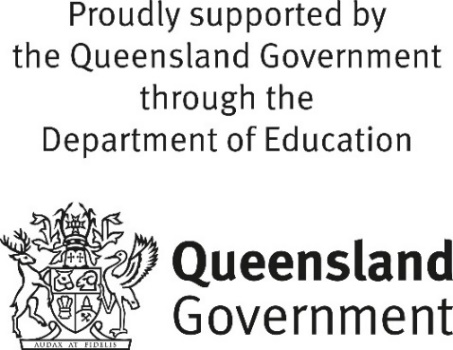 Proudly supported by
the Queensland Government
through the
Department of Education
Queensland
Government
AUDAX AT FIDELIS